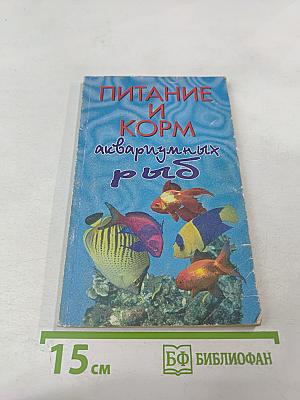 ПИТАНИЕ
И
КОРМ
аквариумных
рыб
15 см
БФ БИБЛИОФАН